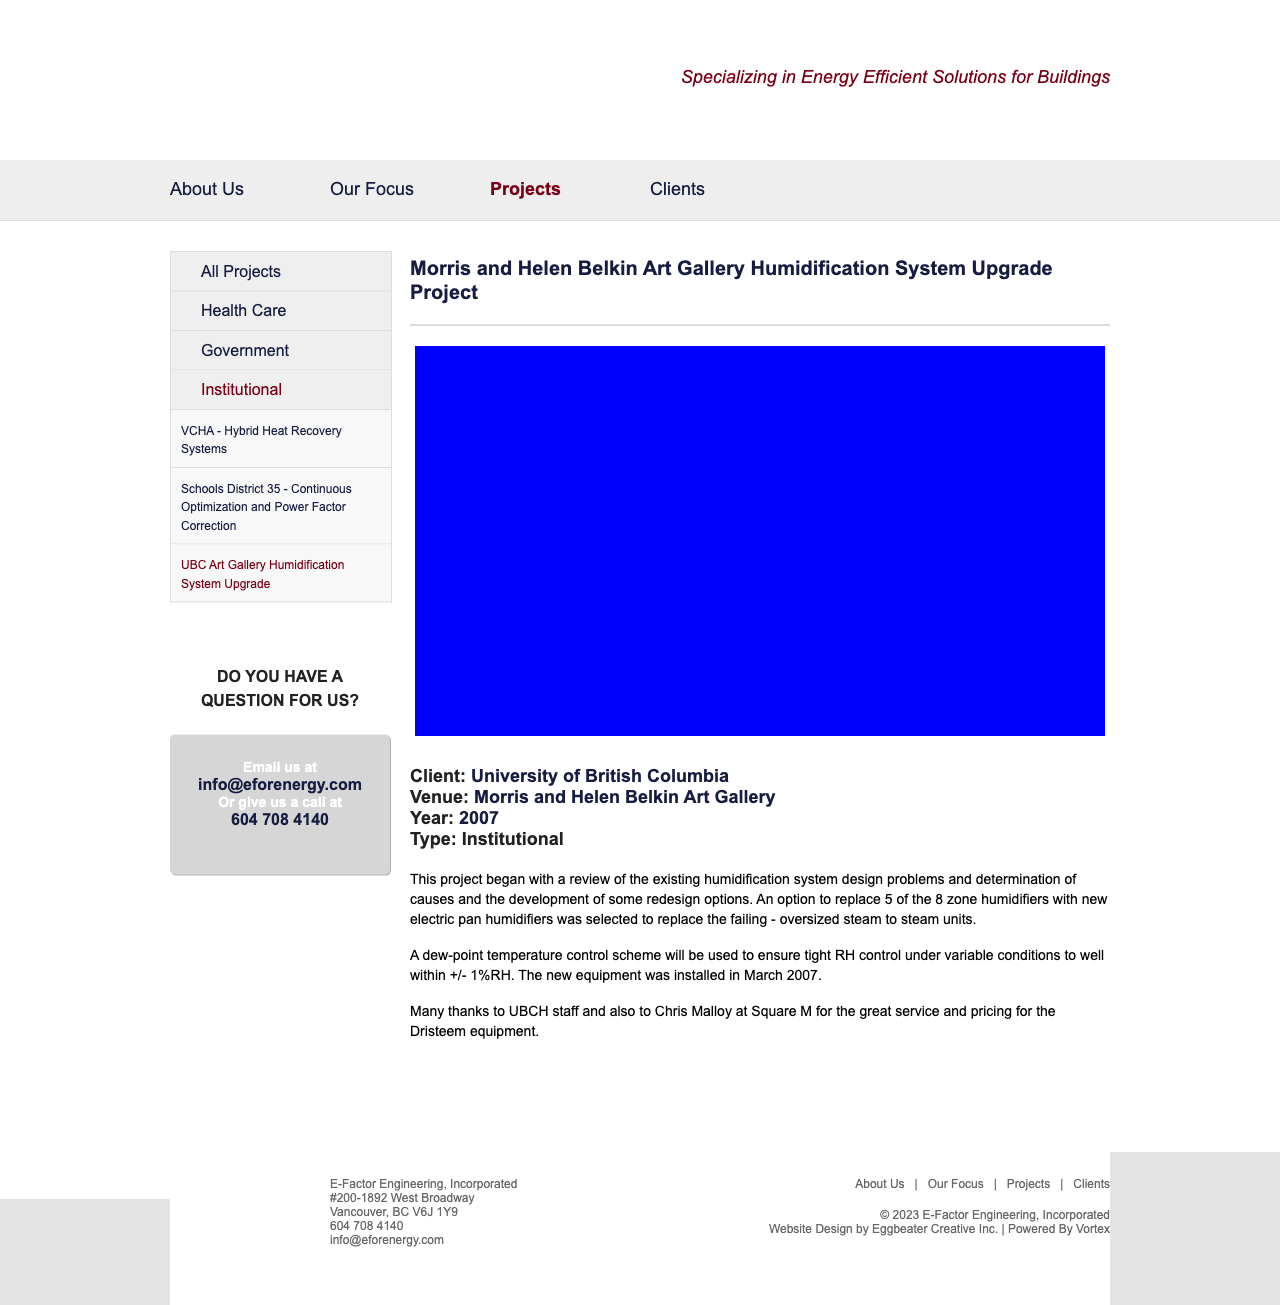 Specializing in Energy Efficient Solutions for Buildings
About Us
Our Focus
Projects
Clients
All Projects
Health Care
Government
Institutional
VCHA - Hybrid Heat Recovery
Systems
Schools District 35 - Continuous
Optimization and Power Factor
Correction
UBC Art Gallery Humidification
System Upgrade
DO YOU HAVE A
QUESTION FOR US?
Email us at
info@eforenergy.com
Or give us a call at
604 708 4140
Morris and Helen Belkin Art Gallery Humidification System Upgrade
Project
Client: University of British Columbia
Venue: Morris and Helen Belkin Art Gallery
Year: 2007
Type: Institutional
This project began with a review of the existing humidification system design problems and determination of
causes and the development of some redesign options. An option to replace 5 of the 8 zone humidifiers with new
electric pan humidifiers was selected to replace the failing - oversized steam to steam units.
A dew-point temperature control scheme will be used to ensure tight RH control under variable conditions to well
within +/- 1%RH. The new equipment was installed in March 2007.
Many thanks to UBCH staff and also to Chris Malloy at Square M for the great service and pricing for the
Dristeem equipment.
E-Factor Engineering, Incorporated
#200-1892 West Broadway
Vancouver, BC V6J 1Y9
604 708 4140
info@eforenergy.com
About Us | Our Focus | Projects | Clients
© 2023 E-Factor Engineering, Incorporated
Website Design by Eggbeater Creative Inc. | Powered By Vortex